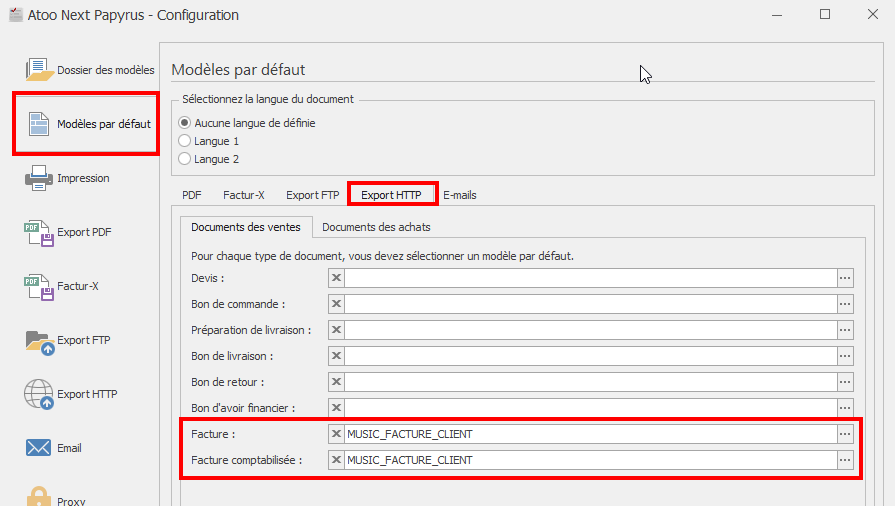 Atoo Next Papyrus - Configuration
Dossier des modèles
Modèles par défaut
Impression
Export PDF
Factur-X
Export FTP
Export HTTP
Email
Proxy
Modèles par défaut
Sélectionnez la langue du document
Aucune langue de définie
Langue 1
Langue 2
PDF Factur-X Export FTP Export HTTP E-mails
Documents des ventes Documents des achats
Pour chaque type de document, vous devez sélectionner un modèle par défaut.
Devis :
Bon de commande :
Préparation de livraison :
Bon de livraison :
Bon de retour :
Bon d'avoir financier :
Facture : MUSIC_FACTURE_CLIENT
Facture comptabilisée : MUSIC_FACTURE_CLIENT